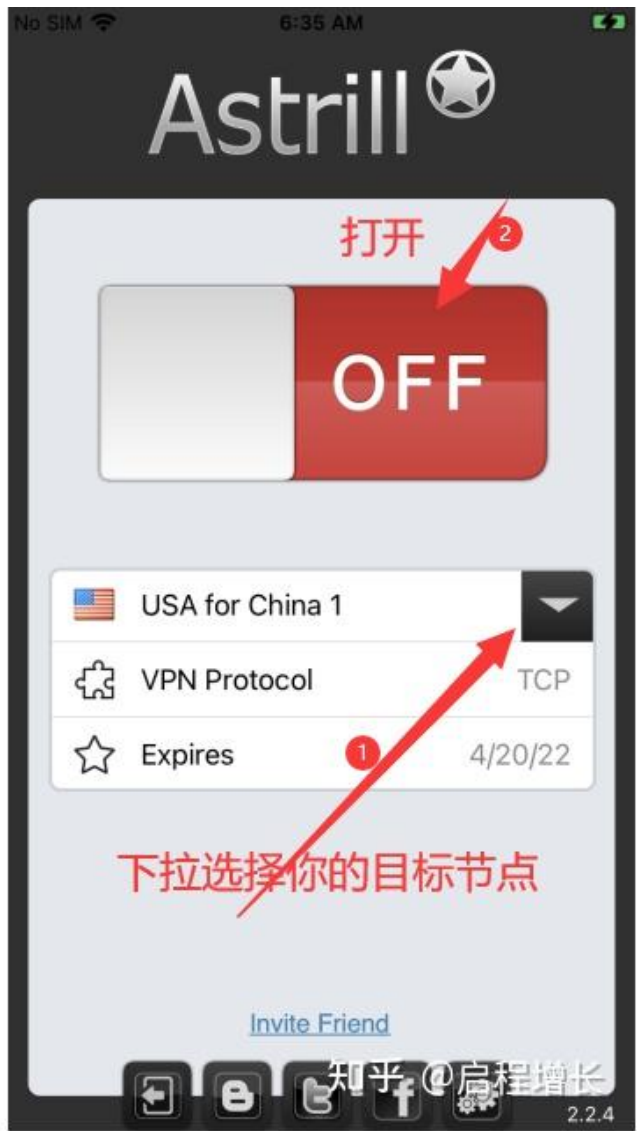 No SIM 6:35 AM
Astrill
打开 2
OFF
USA for China 1
VPN Protocol TCP
Expires 1 4/20/22
下拉选择你的目标节点
Invite Friend
知乎 @启程增长
2.2.4